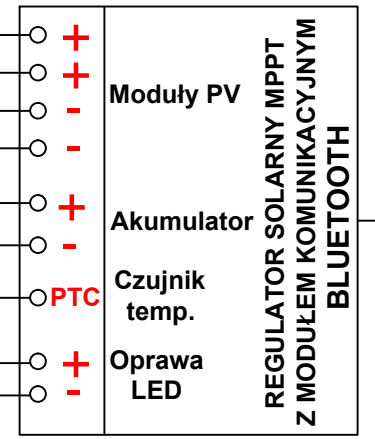 +
+
-
-
Moduły PV
+
-
Akumulator
PTC
Czujnik
temp.
+
-
Oprawa
LED
REGULATOR SOLARNY MPPT
Z MODUŁEM KOMUNIKACYJNYM
BLUETOOTH